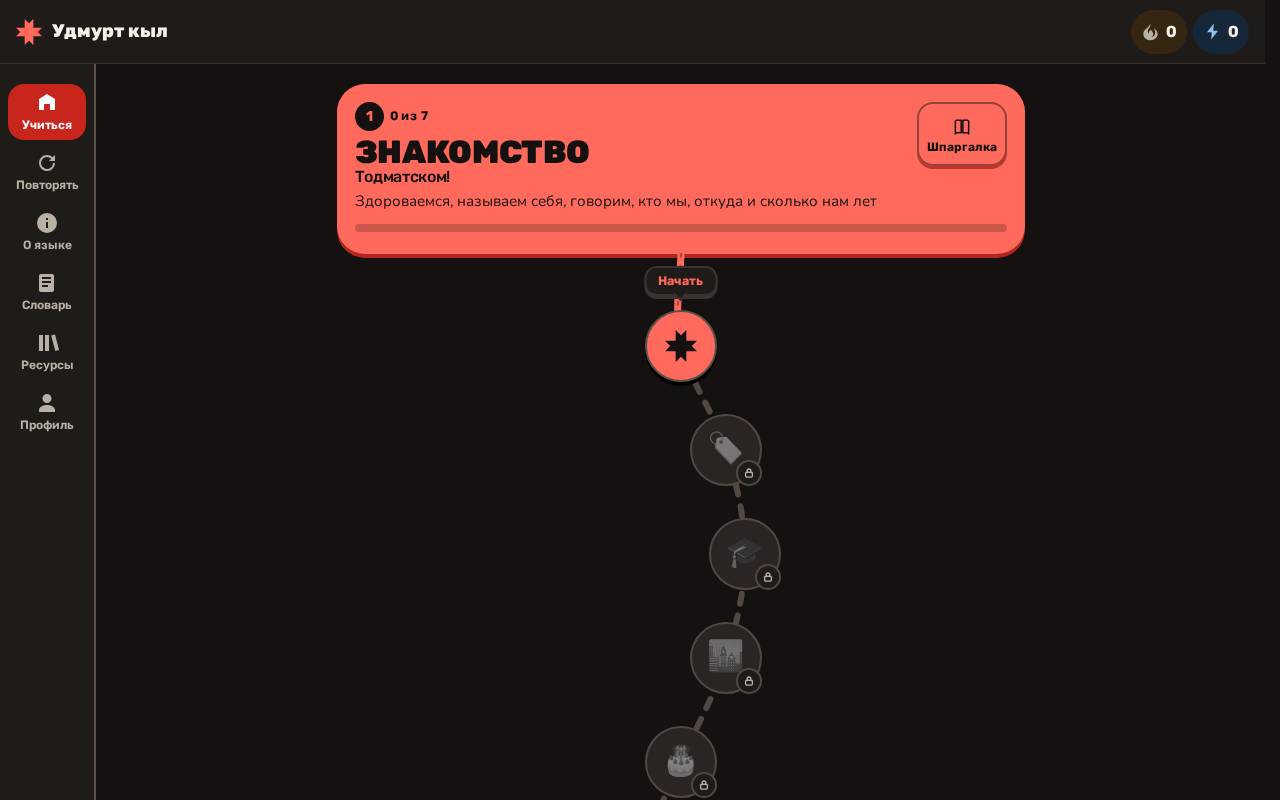 Удмурт кыл
0
0
Учиться
Повторять
О языке
Словарь
Ресурсы
Профиль
1
0 из 7
ЗНАКОМСТВО
Тодматском!
Здороваемся, называем себя, говорим, кто мы, откуда и сколько нам лет
Шпаргалка
Начать